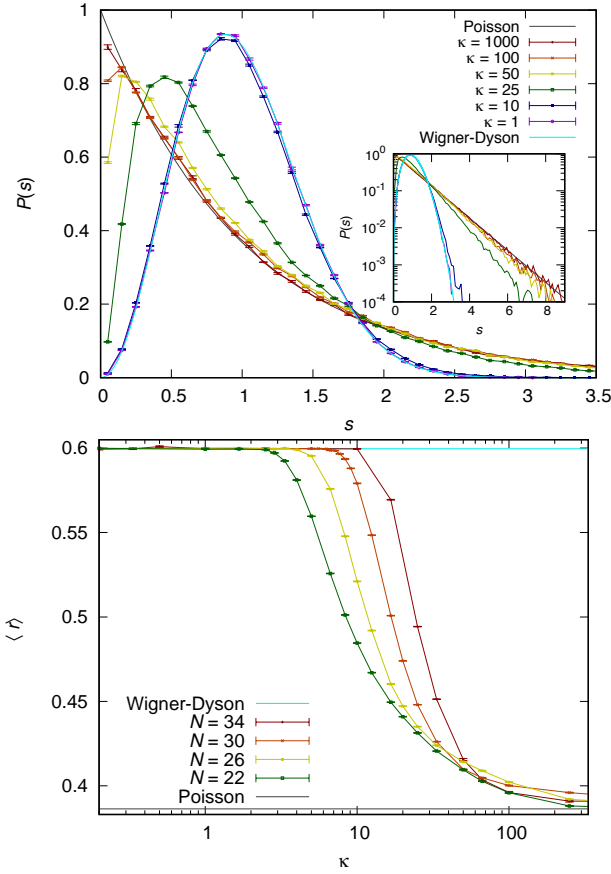 1
0.8
0.6
0.4
0.2
0
P(s)
Poisson
κ = 1000
κ = 100
κ = 50
κ = 25
κ = 10
κ = 1
Wigner-Dyson
10^0
10^-1
10^-2
10^-3
10^-4
P(s)
0 2 4 6 8
s
0 0.5 1 1.5 2 2.5 3 3.5
s
0.6
0.55
0.5
0.45
0.4
⟨ r⟩
Wigner-Dyson
N = 34
N = 30
N = 26
N = 22
Poisson
1 10 100
κ